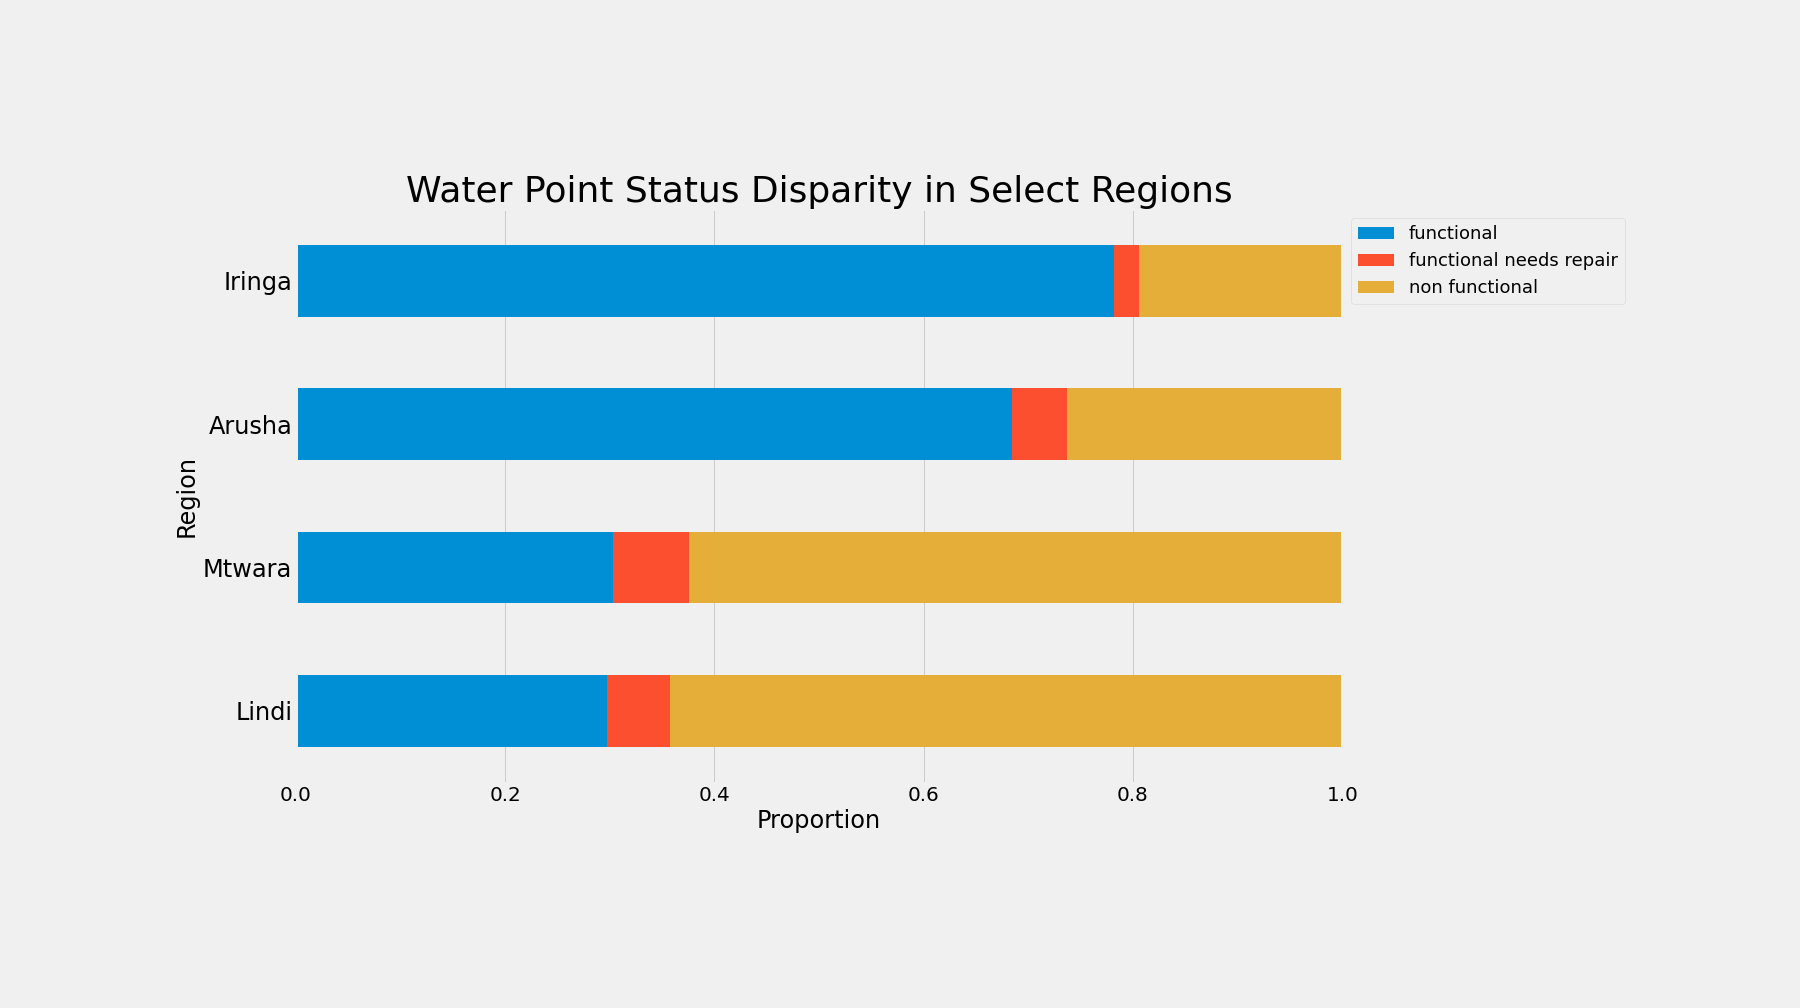 Water Point Status Disparity in Select Regions
functional
functional needs repair
non functional
Iringa
Arusha
Mtwara
Lindi
Region
0.0 0.2 0.4 0.6 0.8 1.0
Proportion